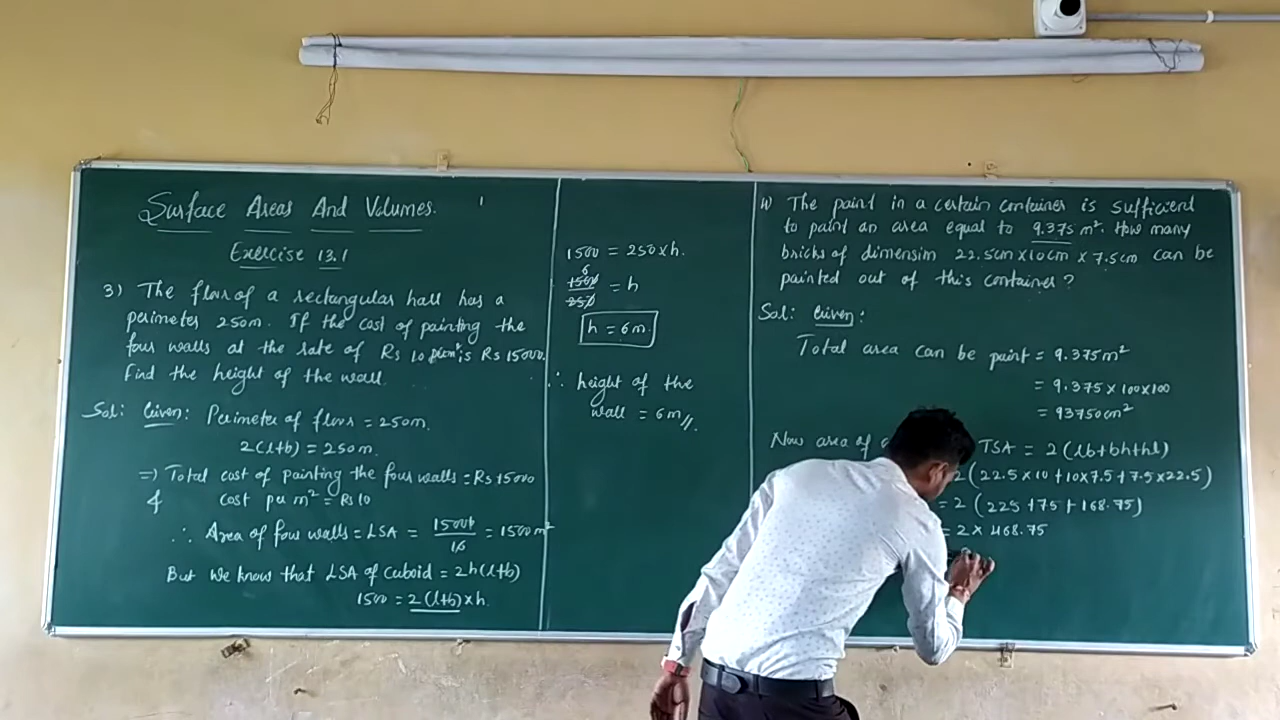 Surface Areas And Volumes.
Exercise 13.1
3) The floor of a rectangular hall has a
perimeter 250m. If the cost of painting the
four walls at the rate of Rs 10 per m² is Rs 15000.
Find the height of the wall.
Sol: Given: Perimeter of floor = 250m.
2(l+b) = 250m.
=) Total cost of painting the four walls = Rs 15000
& cost per m² = Rs 10
∴ Area of four walls = LSA = 15000/10 = 1500m²
But we know that LSA of Cuboid = 2h(l+b)
1500 = 2(l+b)×h.
1500 = 250×h.
6
1500/250 = h
h = 6m.
∴ height of the
wall = 6m//.
4) The paint in a certain container is sufficient
to paint an area equal to 9.375 m². How many
bricks of dimension 22.5cm×10cm×7.5cm can be
painted out of this container?
Sol: Given:
Total area can be paint = 9.375m²
= 9.375×100×100
= 93750cm²
Now area of TSA = 2(lb+bh+hl)
2(22.5×10+10×7.5+7.5×22.5)
= 2(225+75+168.75)
= 2×468.75